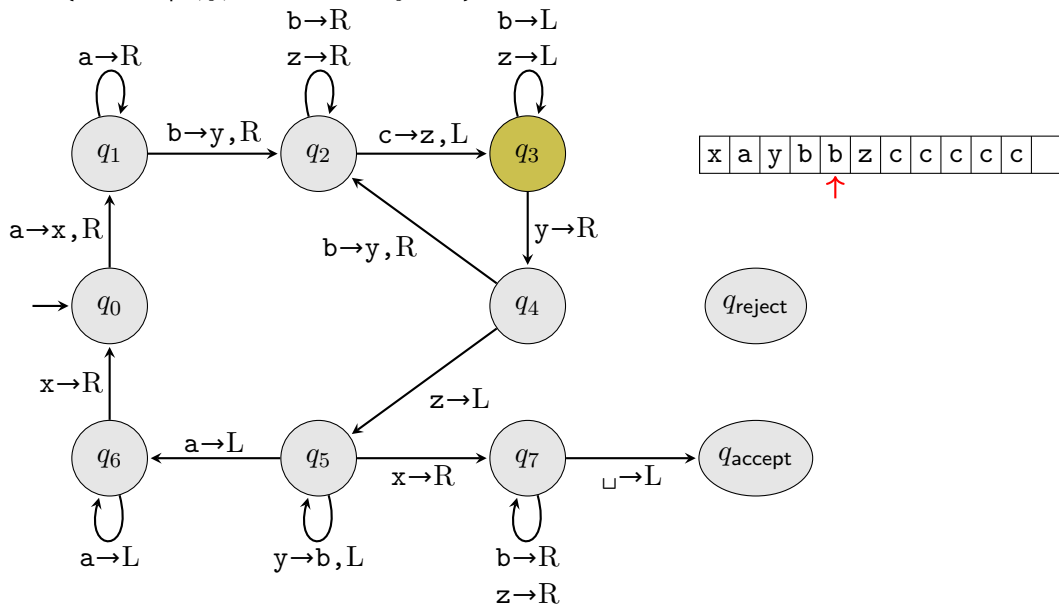 b→R
b→L
a→R
z→R
z→L
q1
b→y,R
q2
c→z,L
q3
x a y b b z c c c c c
↑
a→x,R
b→y,R
y→R
q0
q4
qreject
x→R
z→L
q6
a→L
q5
x→R
q7
␣→L
qaccept
a→L
y→b,L
b→R
z→R